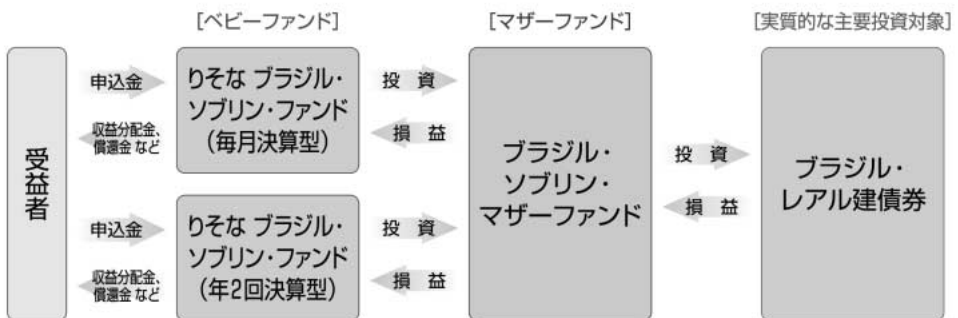 [ベビーファンド]
[マザーファンド]
[実質的な主要投資対象]
受益者
申込金
収益分配金、
償還金 など
りそな ブラジル・
ソブリン・ファンド
（毎月決算型）
投　資
損　益
申込金
収益分配金、
償還金 など
りそな ブラジル・
ソブリン・ファンド
（年2回決算型）
投　資
損　益
ブラジル・
ソブリン・
マザーファンド
投　資
損　益
ブラジル・
レアル建債券